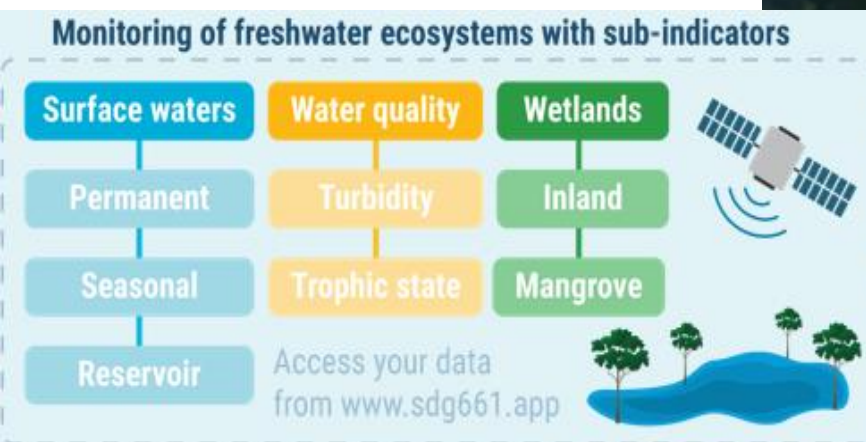 Monitoring of freshwater ecosystems with sub-indicators
Surface waters
Permanent
Seasonal
Reservoir
Water quality
Turbidity
Trophic state
Wetlands
Inland
Mangrove
Access your data
from www.sdg661.app